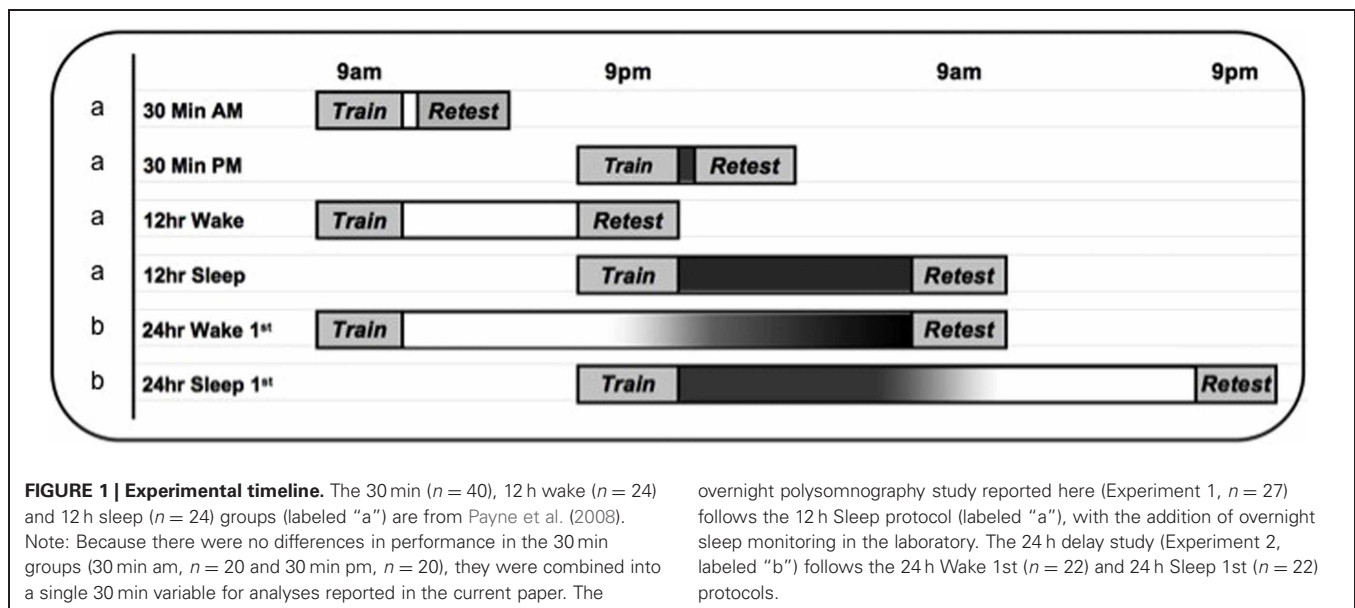 9am 9pm 9am 9pm
a 30 Min AM Train Retest
a 30 Min PM Train Retest
a 12hr Wake Train Retest
a 12hr Sleep Train Retest
b 24hr Wake 1st Train Retest
b 24hr Sleep 1st Train Retest
FIGURE 1 | Experimental timeline. The 30 min (n = 40), 12 h wake (n = 24)
and 12 h sleep (n = 24) groups (labeled "a") are from Payne et al. (2008).
Note: Because there were no differences in performance in the 30 min
groups (30 min am, n = 20 and 30 min pm, n = 20), they were combined into
a single 30 min variable for analyses reported in the current paper. The
overnight polysomnography study reported here (Experiment 1, n = 27)
follows the 12 h Sleep protocol (labeled "a"), with the addition of overnight
sleep monitoring in the laboratory. The 24 h delay study (Experiment 2,
labeled "b") follows the 24 h Wake 1st (n = 22) and 24 h Sleep 1st (n = 22)
protocols.